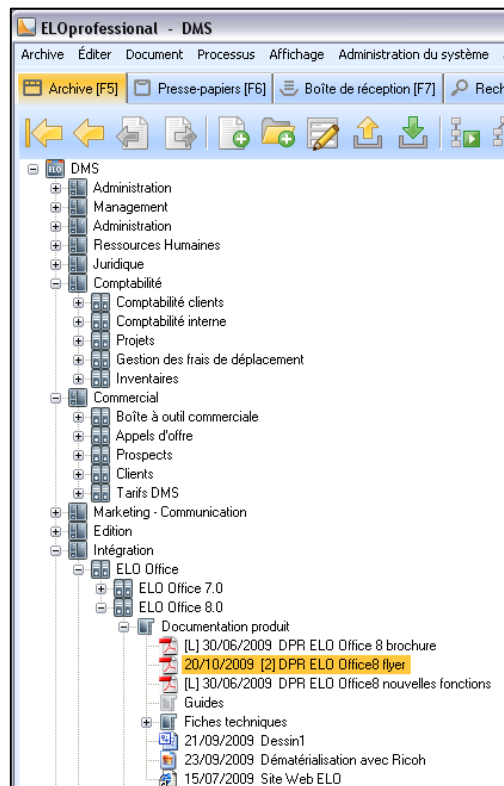 ELOprofessional - DMS
Archive Éditer Document Processus Affichage Administration du système
Archive [F5] Presse-papiers [F6] Boîte de réception [F7] Rech
ELO DMS
Administration
Management
Administration
Ressources Humaines
Juridique
Comptabilité
Comptabilité clients
Comptabilité interne
Projets
Gestion des frais de déplacement
Inventaires
Commercial
Boîte à outil commerciale
Appels d'offre
Prospects
Clients
Tarifs DMS
Marketing - Communication
Edition
Intégration
ELO Office
ELO Office 7.0
ELO Office 8.0
Documentation produit
[L] 30/06/2009 DPR ELO Office 8 brochure
20/10/2009 [2] DPR ELO Office8 flyer
[L] 30/06/2009 DPR ELO Office8 nouvelles fonctions
Guides
Fiches techniques
21/09/2009 Dessin1
23/09/2009 Dématérialisation avec Ricoh
15/07/2009 Site Web ELO